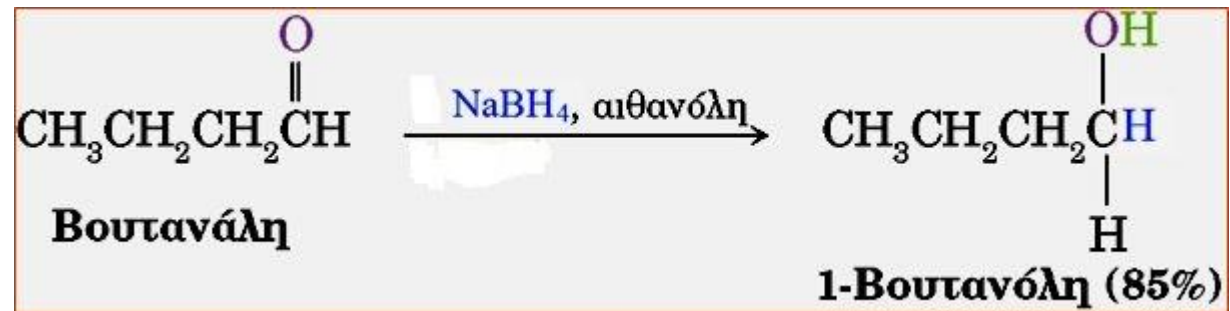 O
CH₃CH₂CH₂CH
NaBH₄, αιθανόλη
OH
CH₃CH₂CH₂CH
H
Βουτανάλη
1-Βουτανόλη (85%)